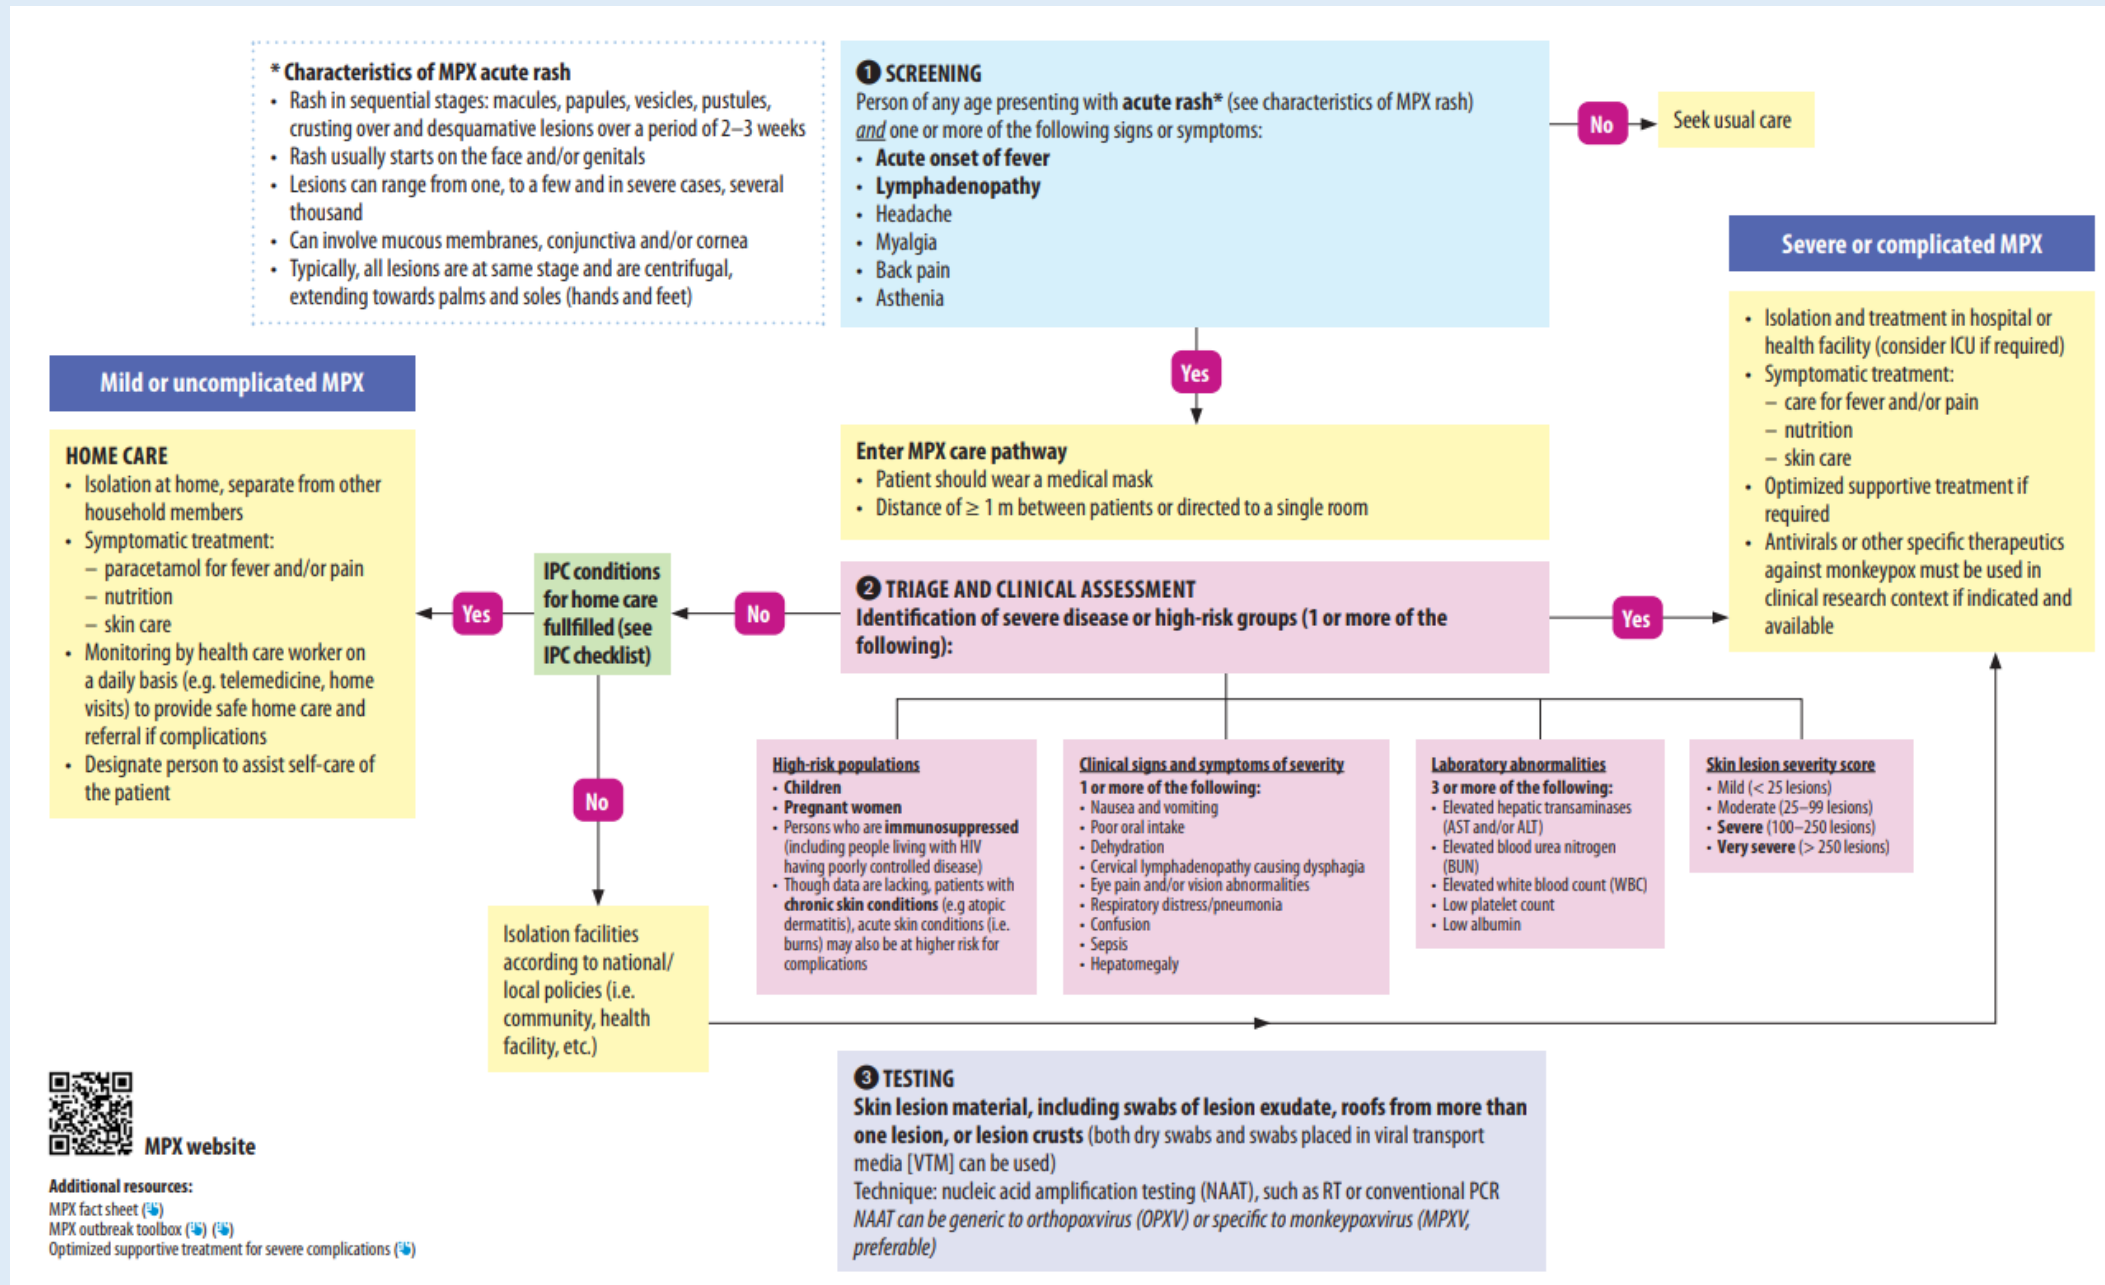 * Characteristics of MPX acute rash
• Rash in sequential stages: macules, papules, vesicles, pustules,
crusting over and desquamative lesions over a period of 2–3 weeks
• Rash usually starts on the face and/or genitals
• Lesions can range from one, to a few and in severe cases, several
thousand
• Can involve mucous membranes, conjunctiva and/or cornea
• Typically, all lesions are at same stage and are centrifugal,
extending towards palms and soles (hands and feet)
1 SCREENING
Person of any age presenting with acute rash* (see characteristics of MPX rash)
and one or more of the following signs or symptoms:
• Acute onset of fever
• Lymphadenopathy
• Headache
• Myalgia
• Back pain
• Asthenia
No
Seek usual care
Yes
Severe or complicated MPX
• Isolation and treatment in hospital or
health facility (consider ICU if required)
• Symptomatic treatment:
– care for fever and/or pain
– nutrition
– skin care
• Optimized supportive treatment if
required
• Antivirals or other specific therapeutics
against monkeypox must be used in
clinical research context if indicated and
available
Mild or uncomplicated MPX
HOME CARE
• Isolation at home, separate from other
household members
• Symptomatic treatment:
– paracetamol for fever and/or pain
– nutrition
– skin care
• Monitoring by health care worker on
a daily basis (e.g. telemedicine, home
visits) to provide safe home care and
referral if complications
• Designate person to assist self-care of
the patient
Enter MPX care pathway
• Patient should wear a medical mask
• Distance of ≥ 1 m between patients or directed to a single room
Yes
IPC conditions
for home care
fullfilled (see
IPC checklist)
No
2 TRIAGE AND CLINICAL ASSESSMENT
Identification of severe disease or high-risk groups (1 or more of the
following):
Yes
No
High-risk populations
• Children
• Pregnant women
• Persons who are immunosuppressed
(including people living with HIV
having poorly controlled disease)
• Though data are lacking, patients with
chronic skin conditions (e.g atopic
dermatitis), acute skin conditions (i.e.
burns) may also be at higher risk for
complications
Clinical signs and symptoms of severity
1 or more of the following:
• Nausea and vomiting
• Poor oral intake
• Dehydration
• Cervical lymphadenopathy causing dysphagia
• Eye pain and/or vision abnormalities
• Respiratory distress/pneumonia
• Confusion
• Sepsis
• Hepatomegaly
Laboratory abnormalities
3 or more of the following:
• Elevated hepatic transaminases
(AST and/or ALT)
• Elevated blood urea nitrogen
(BUN)
• Elevated white blood count (WBC)
• Low platelet count
• Low albumin
Skin lesion severity score
• Mild (< 25 lesions)
• Moderate (25–99 lesions)
• Severe (100–250 lesions)
• Very severe (> 250 lesions)
Isolation facilities
according to national/
local policies (i.e.
community, health
facility, etc.)
3 TESTING
Skin lesion material, including swabs of lesion exudate, roofs from more than
one lesion, or lesion crusts (both dry swabs and swabs placed in viral transport
media [VTM] can be used)
Technique: nucleic acid amplification testing (NAAT), such as RT or conventional PCR
NAAT can be generic to orthopoxvirus (OPXV) or specific to monkeypoxvirus (MPXV,
preferable)
MPX website
Additional resources:
MPX fact sheet ()
MPX outbreak toolbox () ()
Optimized supportive treatment for severe complications ()